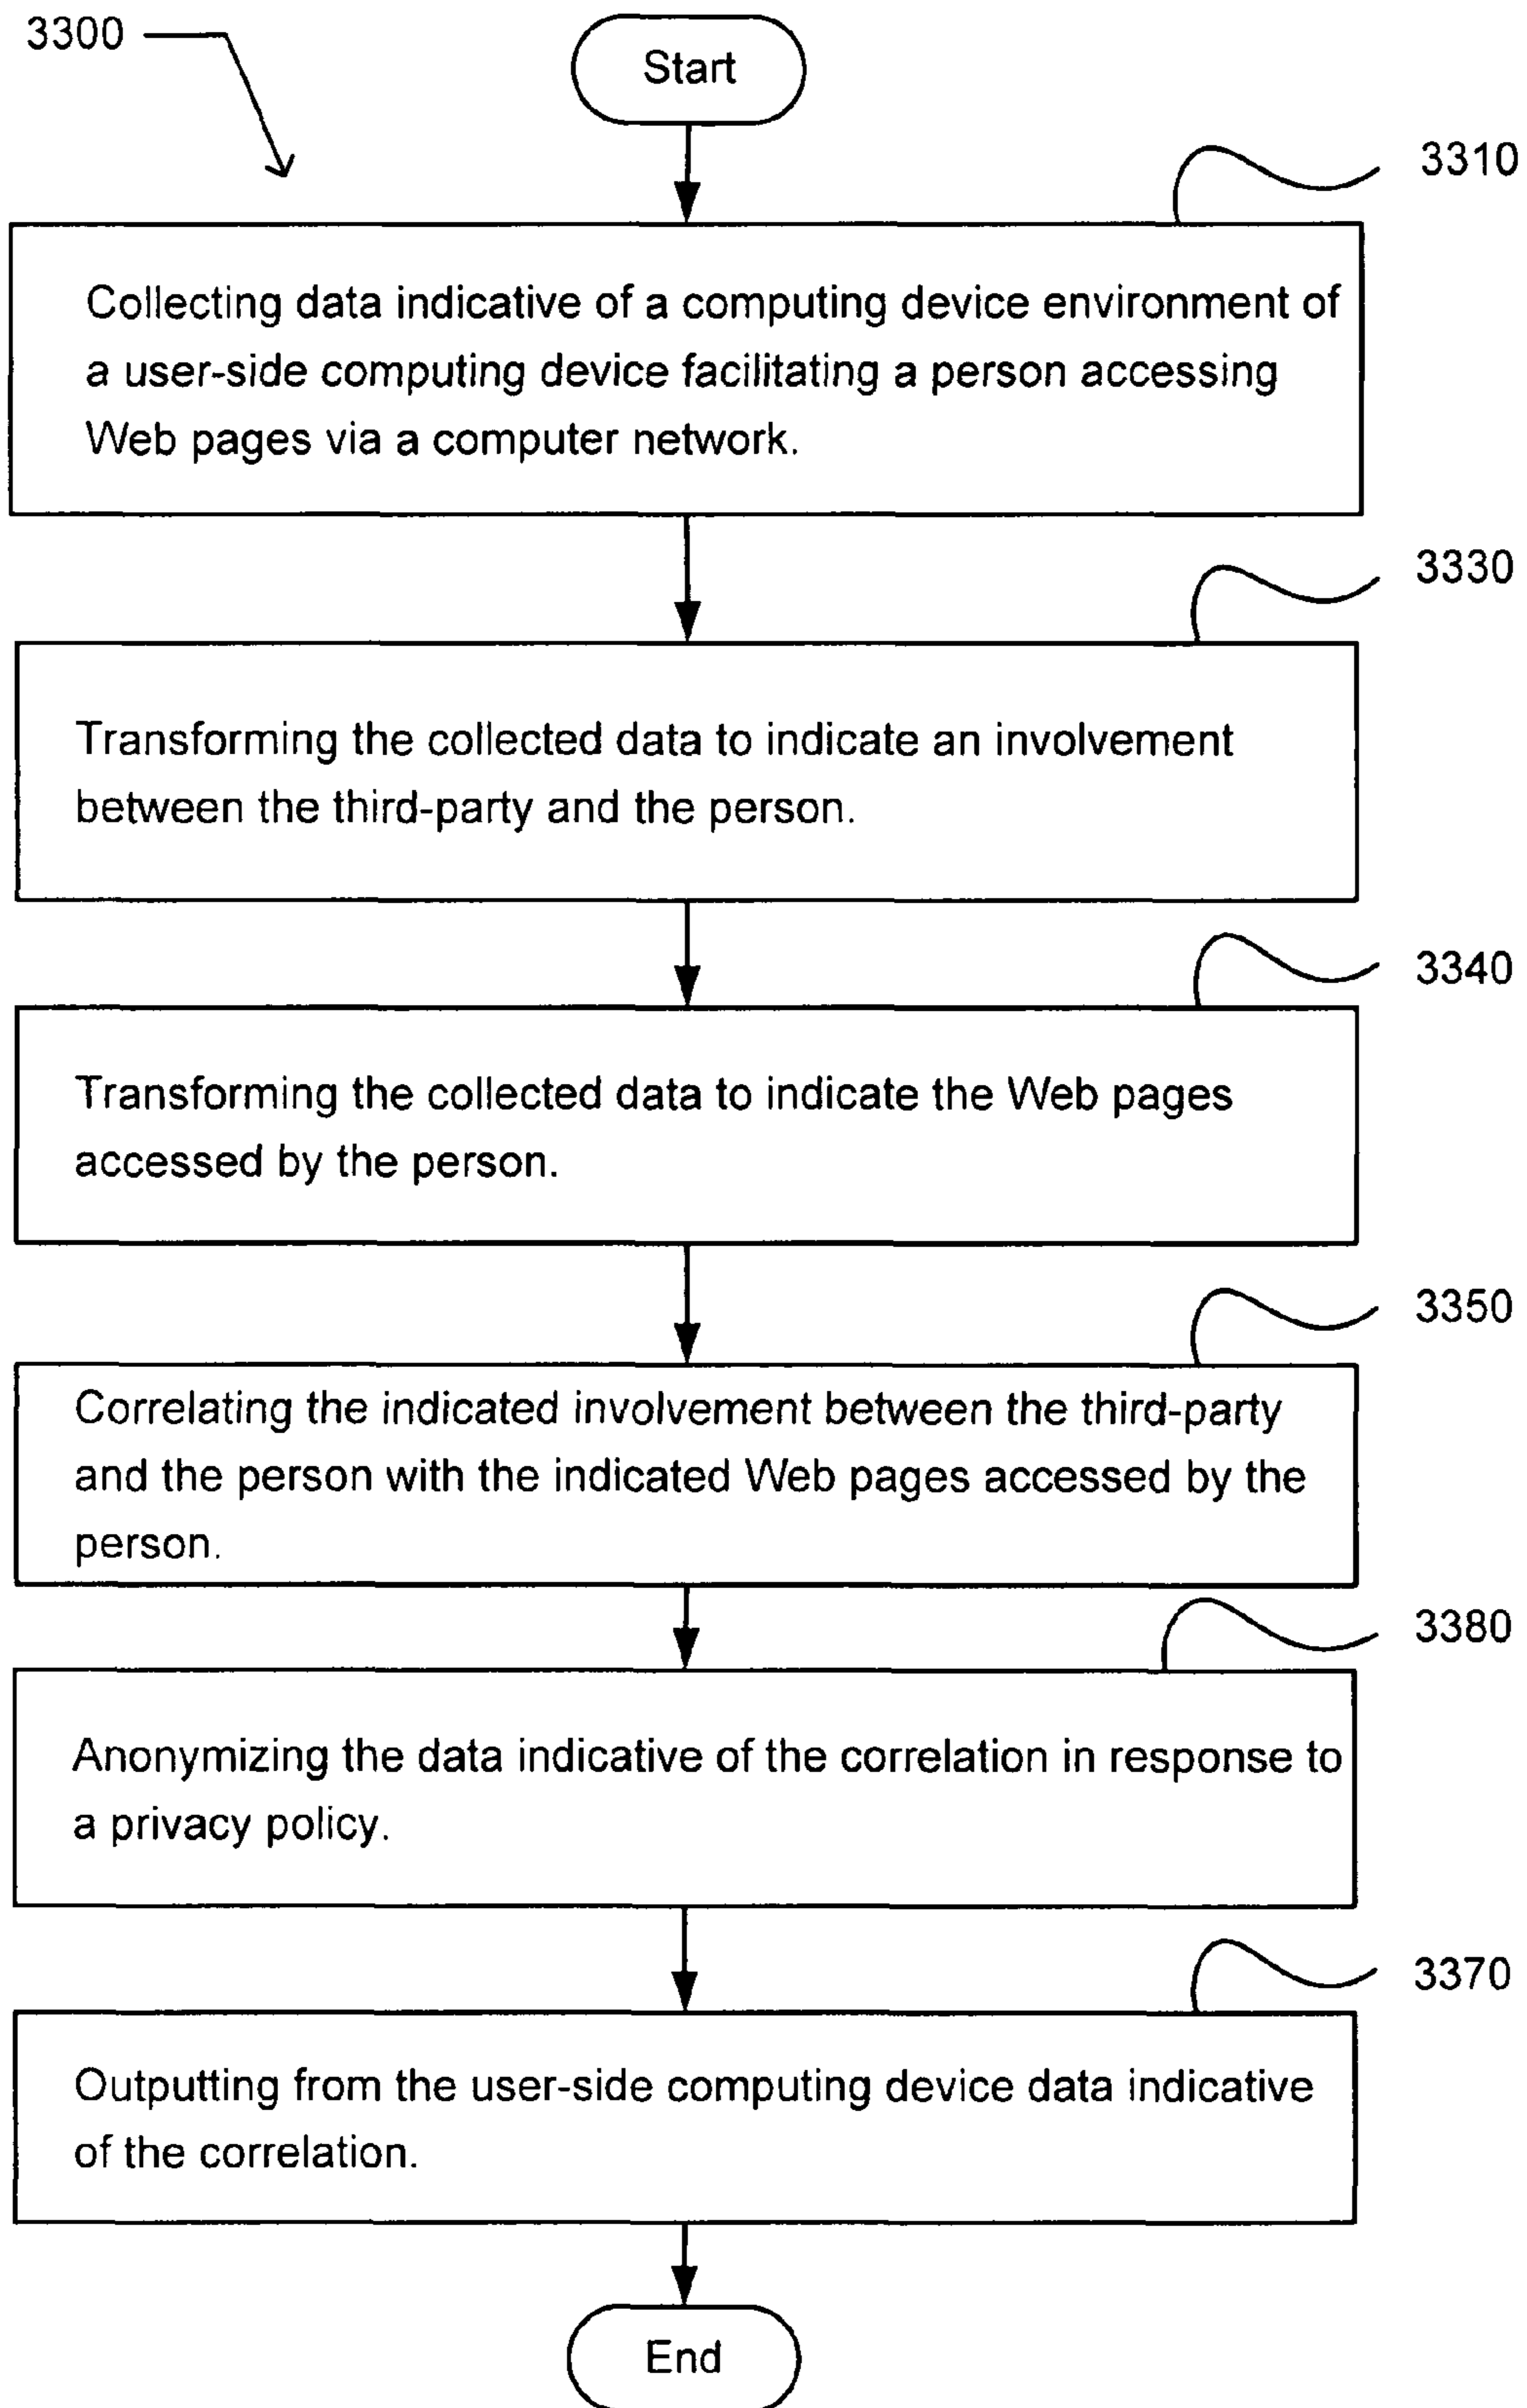 3300
Start
3310
Collecting data indicative of a computing device environment of
a user-side computing device facilitating a person accessing
Web pages via a computer network.
3330
Transforming the collected data to indicate an involvement
between the third-party and the person.
3340
Transforming the collected data to indicate the Web pages
accessed by the person.
3350
Correlating the indicated involvement between the third-party
and the person with the indicated Web pages accessed by the
person.
3380
Anonymizing the data indicative of the correlation in response to
a privacy policy.
3370
Outputting from the user-side computing device data indicative
of the correlation.
End